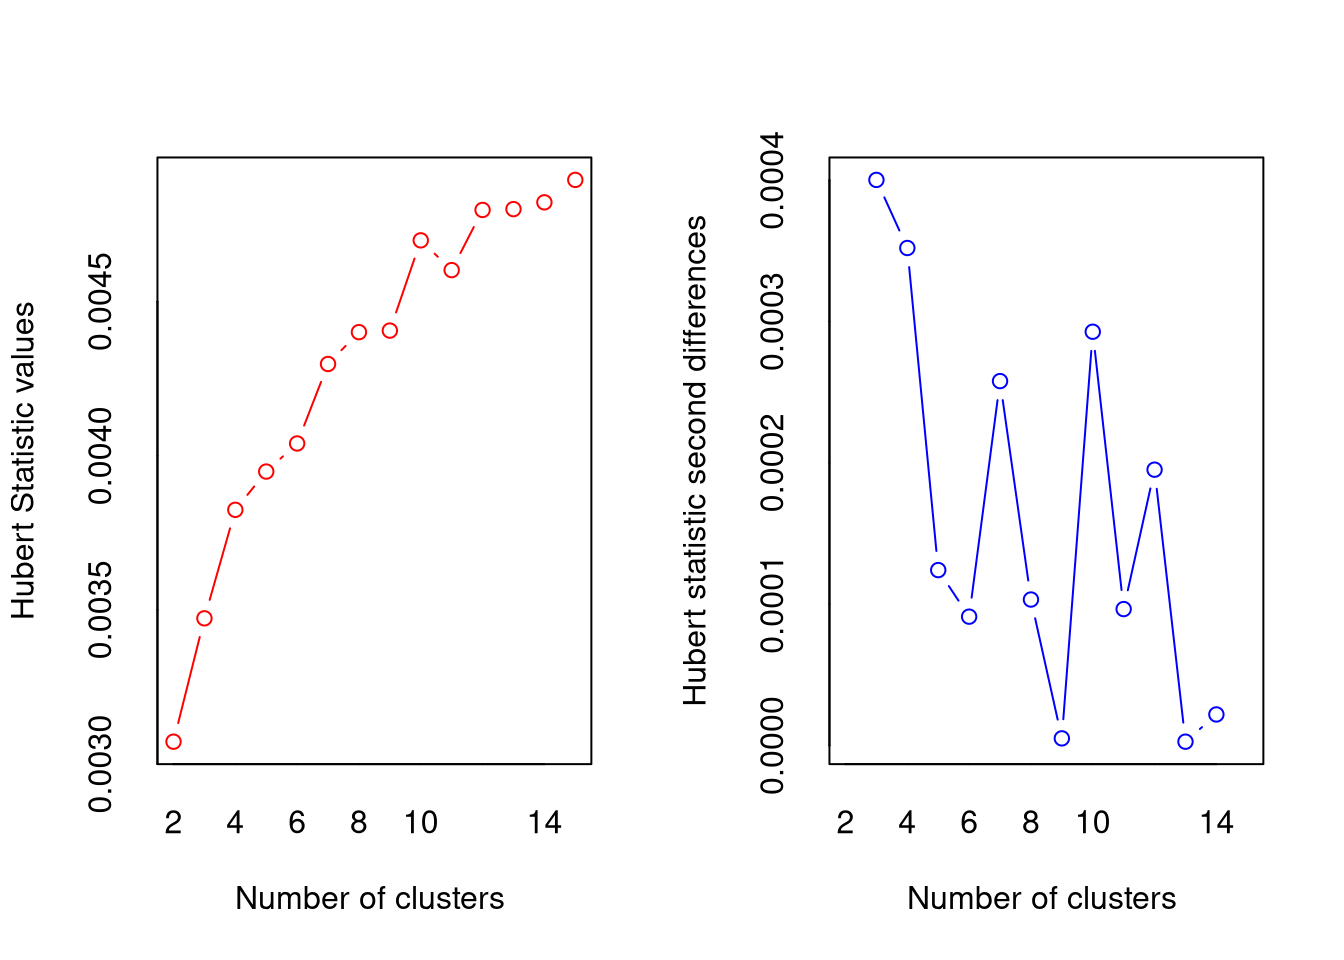 Hubert Statistic values
0.0030 0.0035 0.0040 0.0045
2 4 6 8 10 14
Number of clusters
Hubert statistic second differences
0.0000 0.0001 0.0002 0.0003 0.0004
2 4 6 8 10 14
Number of clusters